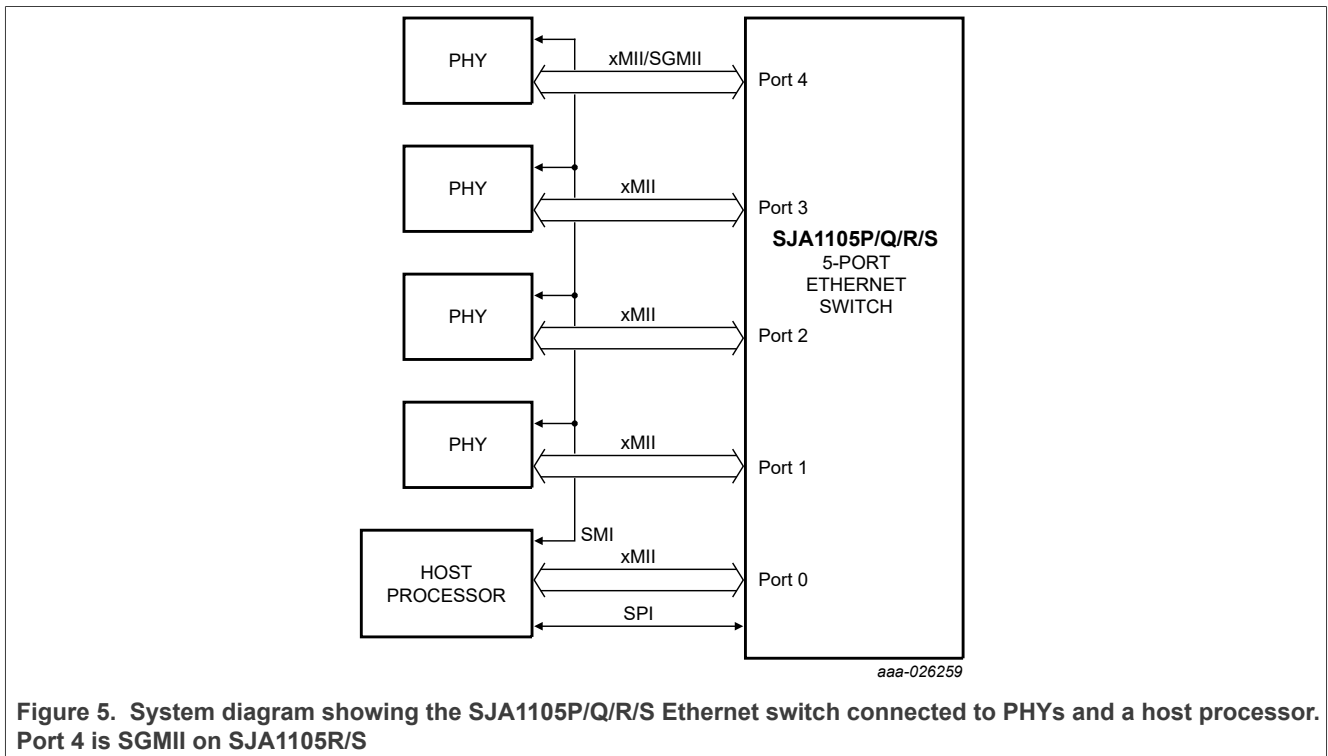 PHY
xMII/SGMII
Port 4
PHY
xMII
Port 3
SJA1105P/Q/R/S
5-PORT
ETHERNET
SWITCH
PHY
xMII
Port 2
PHY
xMII
Port 1
SMI
HOST
PROCESSOR
xMII
Port 0
SPI
aaa-026259
Figure 5. System diagram showing the SJA1105P/Q/R/S Ethernet switch connected to PHYs and a host processor.
Port 4 is SGMII on SJA1105R/S